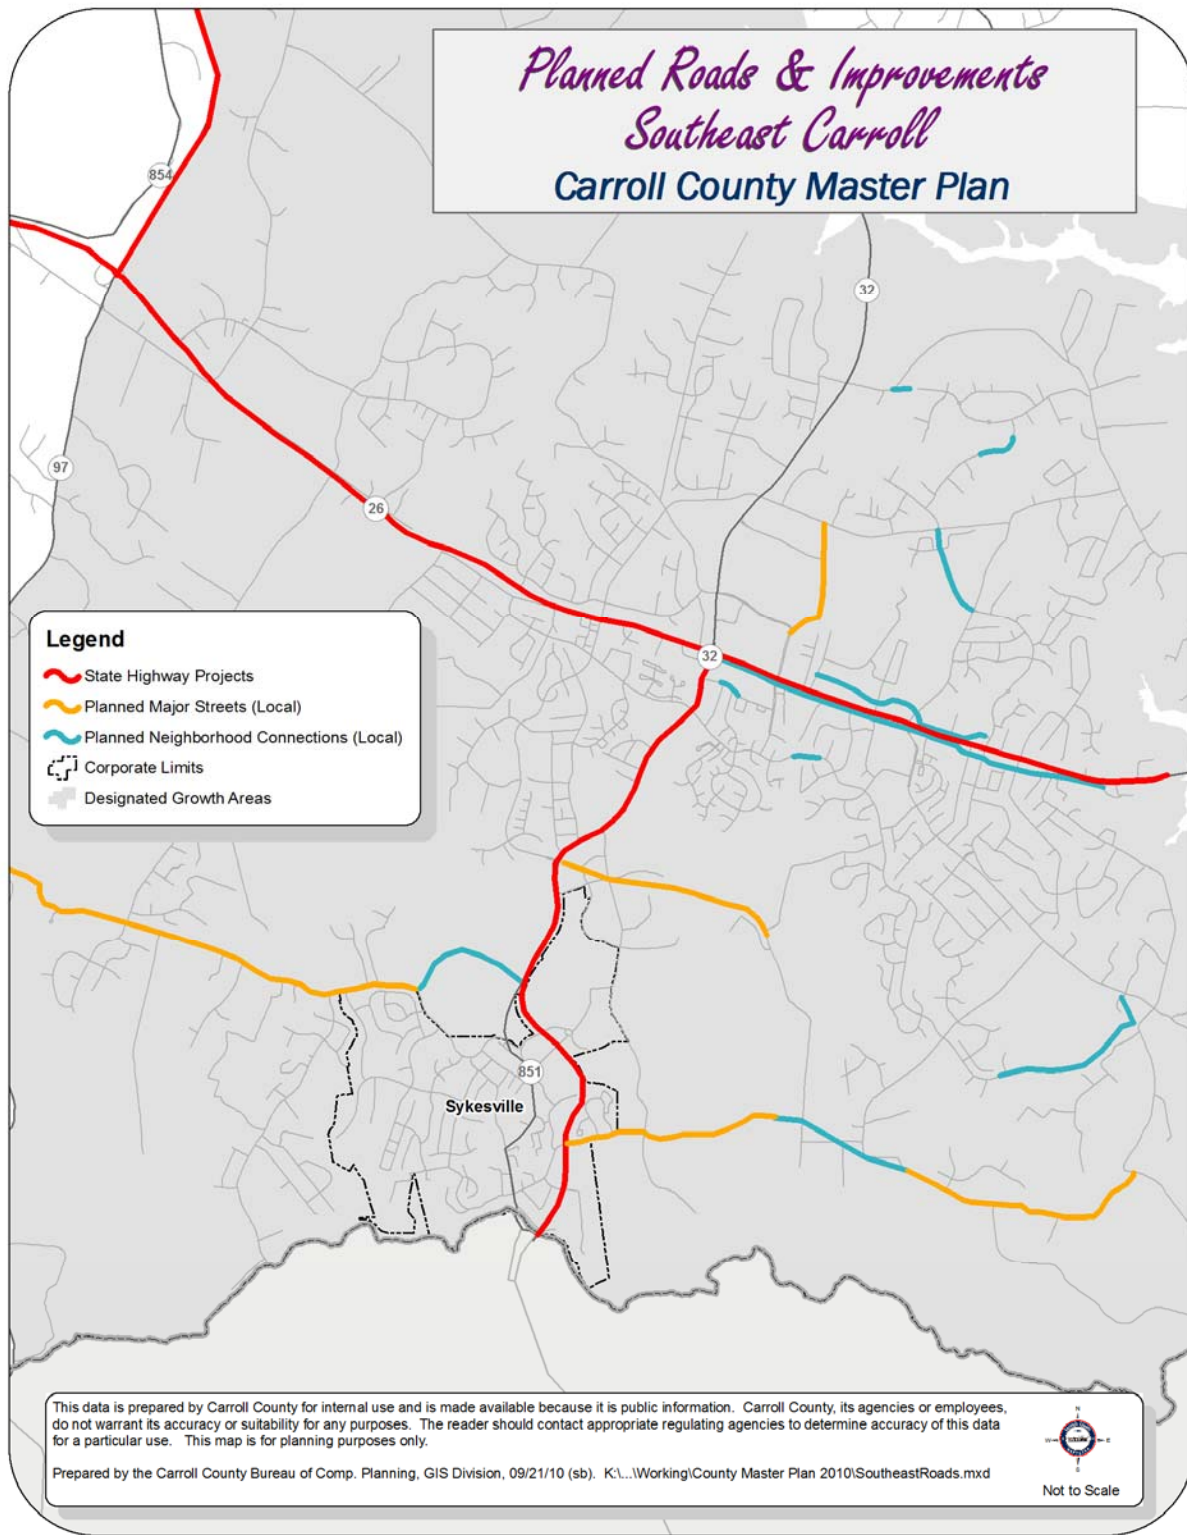 Planned Roads & Improvements
Southeast Carroll
Carroll County Master Plan
854
32
97
26
Legend
State Highway Projects
Planned Major Streets (Local)
Planned Neighborhood Connections (Local)
Corporate Limits
Designated Growth Areas
32
851
Sykesville
This data is prepared by Carroll County for internal use and is made available because it is public information. Carroll County, its agencies or employees,
do not warrant its accuracy or suitability for any purposes. The reader should contact appropriate regulating agencies to determine accuracy of this data
for a particular use. This map is for planning purposes only.
Prepared by the Carroll County Bureau of Comp. Planning, GIS Division, 09/21/10 (sb). K:\...\Working\County Master Plan 2010\SoutheastRoads.mxd
N
W
E
S
Not to Scale